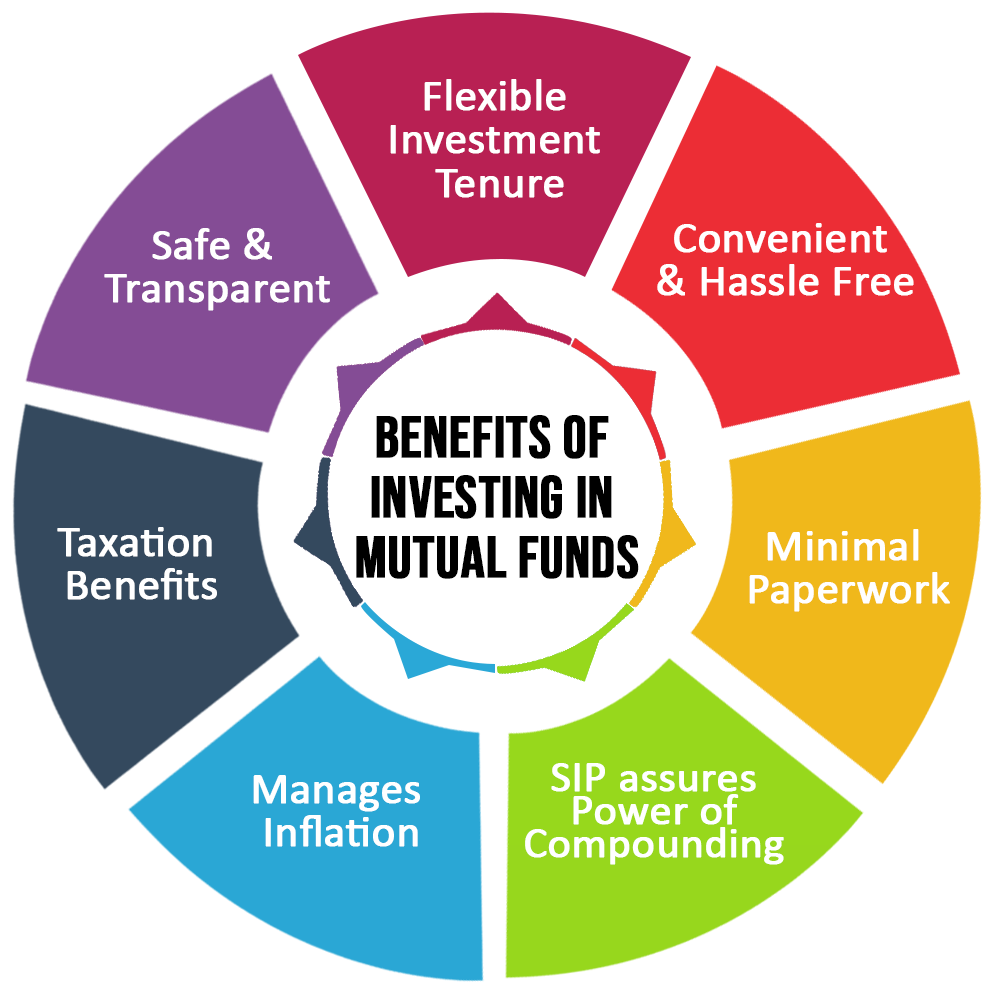 Flexible
Investment
Tenure
Convenient
& Hassle Free
Minimal
Paperwork
SIP assures
Power of
Compounding
Manages
Inflation
Taxation
Benefits
Safe &
Transparent
BENEFITS OF
INVESTING IN
MUTUAL FUNDS